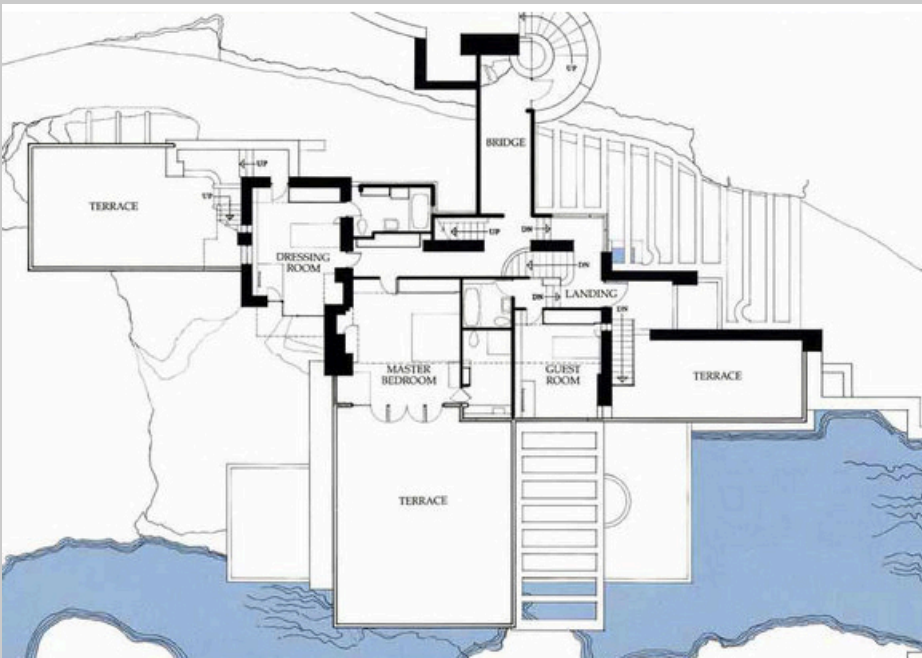 UP
BRIDGE
UP
TERRACE
UP
UP
DN
DRESSING
ROOM
DN
DN
LANDING
DN
MASTER
BEDROOM
GUEST
ROOM
TERRACE
TERRACE